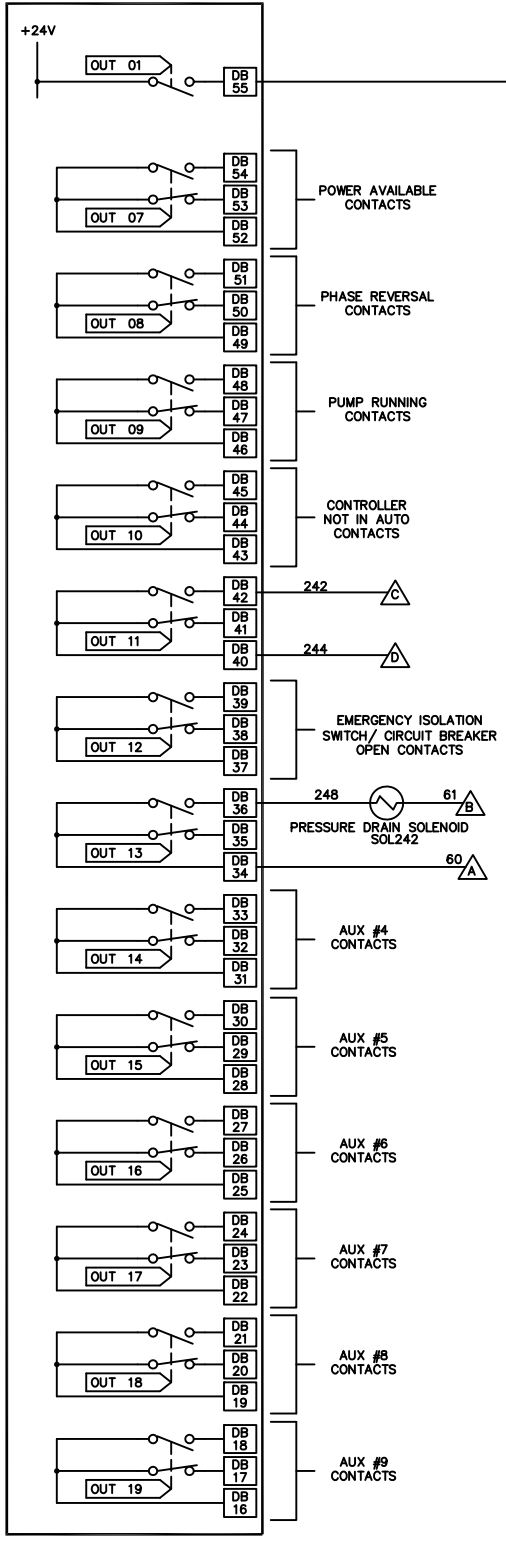 +24V
OUT 01
DB
55
DB
54
DB
53
OUT 07
DB
52
POWER AVAILABLE
CONTACTS
DB
51
DB
50
OUT 08
DB
49
PHASE REVERSAL
CONTACTS
DB
48
DB
47
OUT 09
DB
46
PUMP RUNNING
CONTACTS
DB
45
DB
44
OUT 10
DB
43
CONTROLLER
NOT IN AUTO
CONTACTS
DB
42
242
C
DB
41
OUT 11
DB
40
244
D
DB
39
DB
38
OUT 12
DB
37
EMERGENCY ISOLATION
SWITCH/ CIRCUIT BREAKER
OPEN CONTACTS
DB
36
248
61
B
PRESSURE DRAIN SOLENOID
SOL242
DB
35
OUT 13
DB
34
60
A
DB
33
DB
32
OUT 14
DB
31
AUX #4
CONTACTS
DB
30
DB
29
OUT 15
DB
28
AUX #5
CONTACTS
DB
27
DB
26
OUT 16
DB
25
AUX #6
CONTACTS
DB
24
DB
23
OUT 17
DB
22
AUX #7
CONTACTS
DB
21
DB
20
OUT 18
DB
19
AUX #8
CONTACTS
DB
18
DB
17
OUT 19
DB
16
AUX #9
CONTACTS